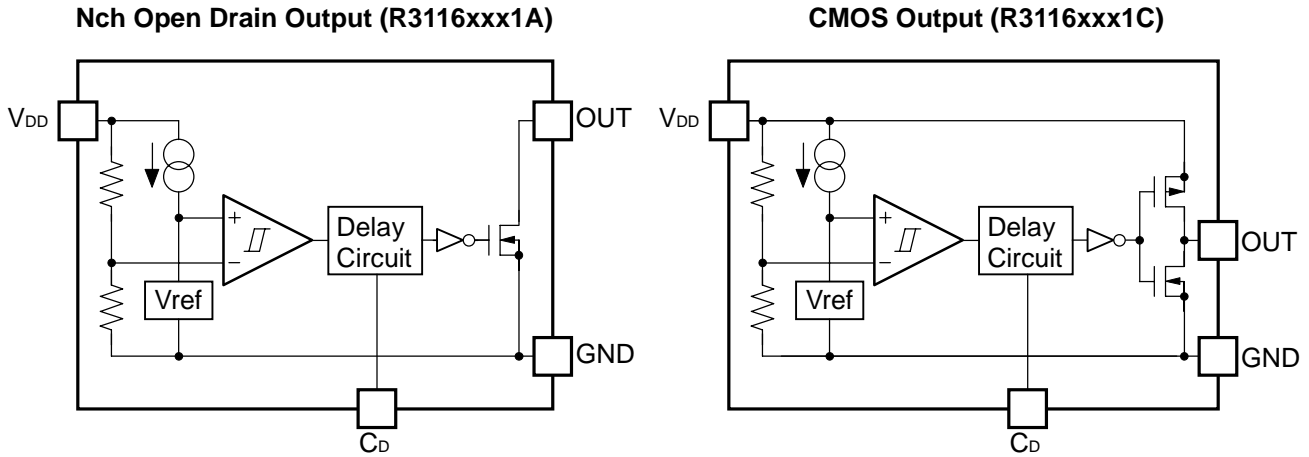 Nch Open Drain Output (R3116xxx1A)
VDD
OUT
+
−
Delay
Circuit
Vref
GND
CD
CMOS Output (R3116xxx1C)
VDD
+
−
Delay
Circuit
OUT
Vref
GND
CD